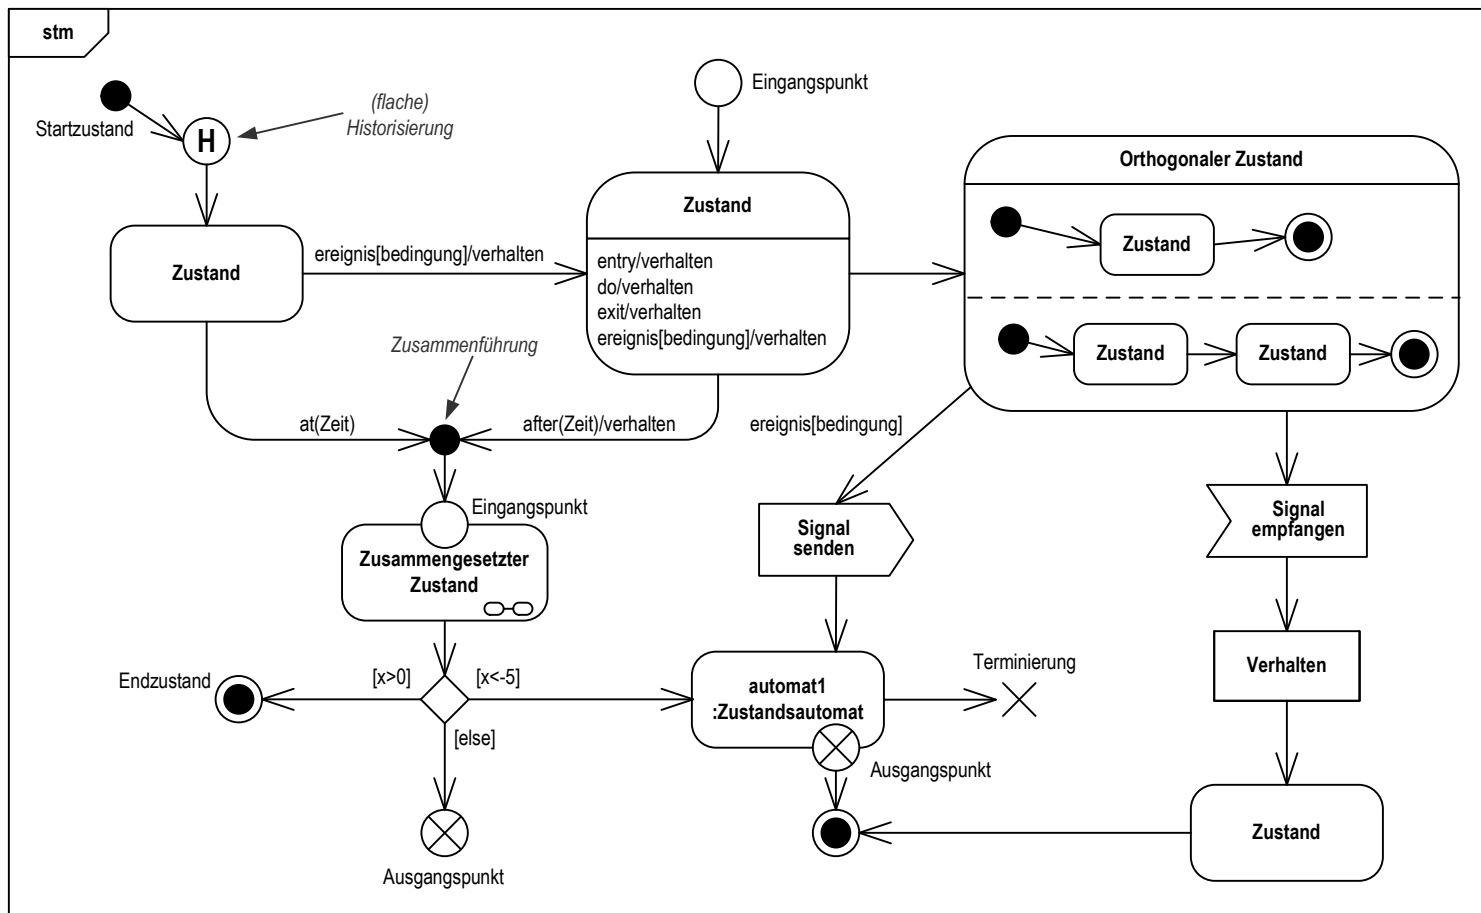 stm
Startzustand
H
(flache)
Historisierung
Eingangspunkt
Zustand
ereignis[bedingung]/verhalten
Zustand
entry/verhalten
do/verhalten
exit/verhalten
ereignis[bedingung]/verhalten
Orthogonaler Zustand
Zustand
Zustand
Zustand
Zusammenführung
at(Zeit)
after(Zeit)/verhalten
ereignis[bedingung]
Eingangspunkt
Zusammengesetzter
Zustand
Signal
senden
Signal
empfangen
Endzustand
[x>0]
[x<-5]
[else]
automat1
:Zustandsautomat
Terminierung
Verhalten
Ausgangspunkt
Ausgangspunkt
Zustand